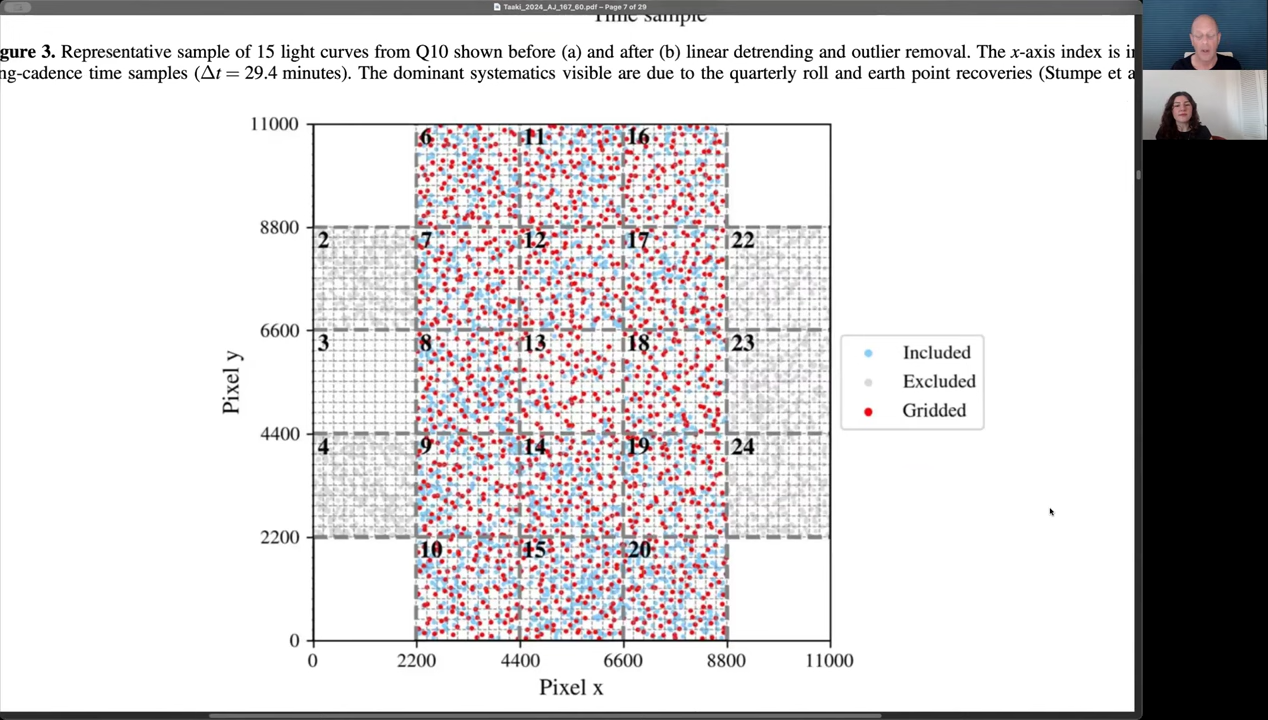 Taaki_2024_AJ_167_60.pdf – Page 7 of 29
Time sample
gure 3. Representative sample of 15 light curves from Q10 shown before (a) and after (b) linear detrending and outlier removal. The x-axis index is in
ng-cadence time samples (Δt = 29.4 minutes). The dominant systematics visible are due to the quarterly roll and earth point recoveries (Stumpe et a
11000
6 11 16
8800
2 7 12 17 22
6600
3 8 13 18 23
Included
Excluded
Gridded
Pixel y
4400
4 9 14 19 24
2200
10 15 20
0
0 2200 4400 6600 8800 11000
Pixel x